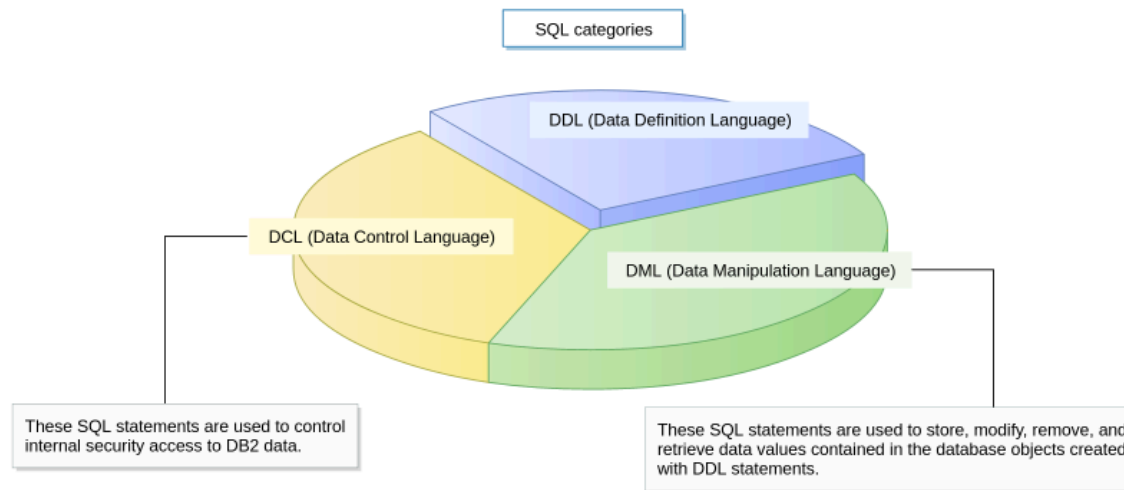 SQL categories
DDL (Data Definition Language)
DCL (Data Control Language)
DML (Data Manipulation Language)
These SQL statements are used to control
internal security access to DB2 data.
These SQL statements are used to store, modify, remove, and
retrieve data values contained in the database objects created
with DDL statements.